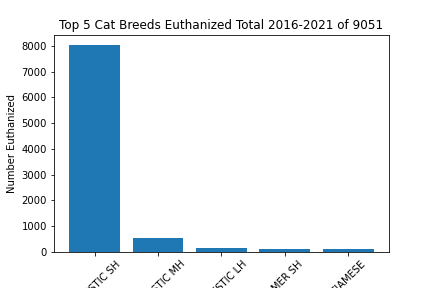 Top 5 Cat Breeds Euthanized Total 2016-2021 of 9051
Number Euthanized
8000
7000
6000
5000
4000
3000
2000
1000
0
STIC SH
STIC MH
STIC LH
MER SH
IAMESE